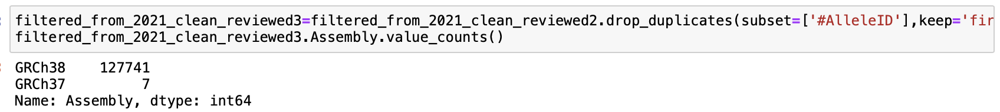 filtered_from_2021_clean_reviewed3=filtered_from_2021_clean_reviewed2.drop_duplicates(subset=['#AlleleID'],keep='fir
filtered_from_2021_clean_reviewed3.Assembly.value_counts()
GRCh38    127741
GRCh37         7
Name: Assembly, dtype: int64